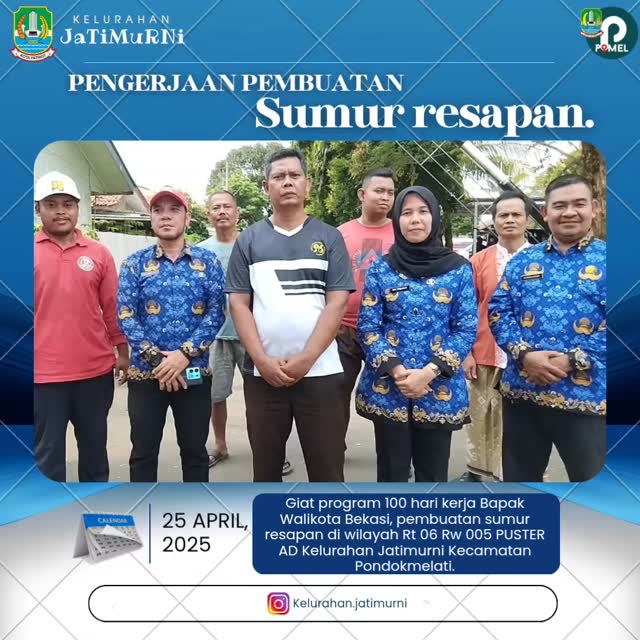 KELURAHAN
JaTiMuRNi
POMEL
PENGERJAAN PEMBUATAN
Sumur resapan.
CALENDAR
25 APRIL,
2025
Giat program 100 hari kerja Bapak
Walikota Bekasi, pembuatan sumur
resapan di wilayah Rt 06 Rw 005 PUSTER
AD Kelurahan Jatimurni Kecamatan
Pondokmelati.
Kelurahan.jatimurni